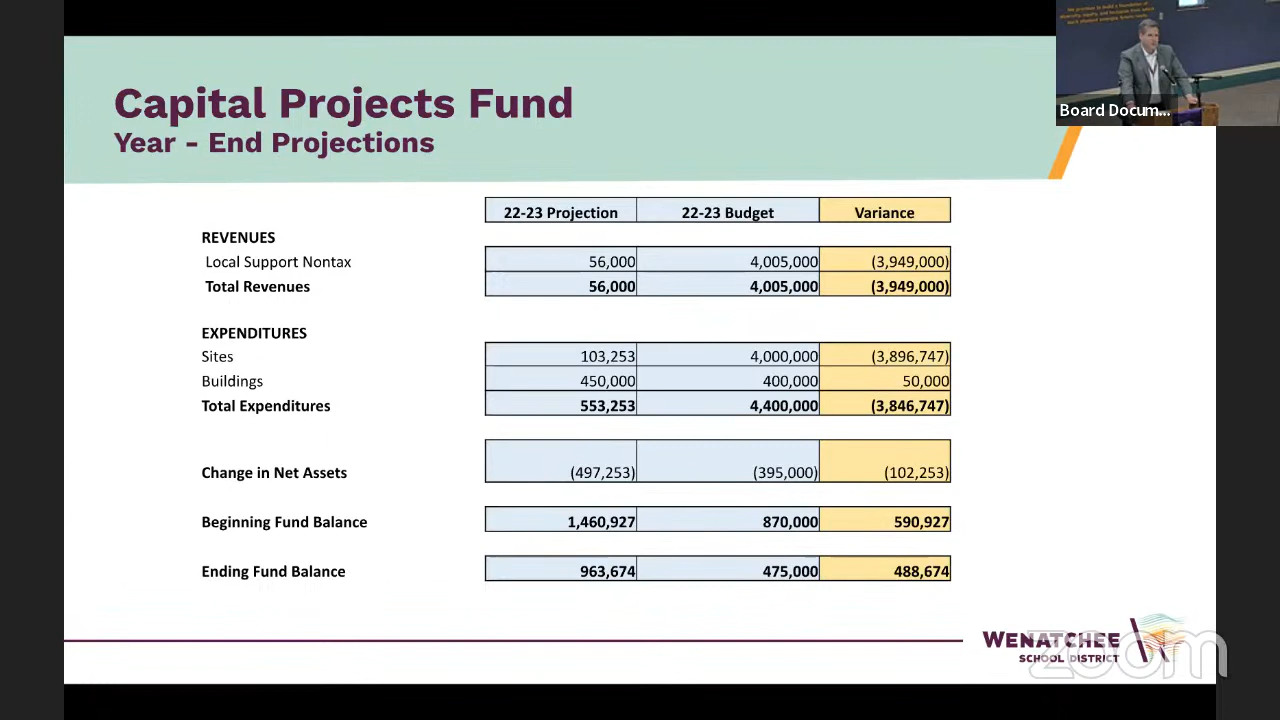 Capital Projects Fund
Year - End Projections
Board Docum...
22-23 Projection 22-23 Budget Variance
REVENUES
Local Support Nontax 56,000 4,005,000 (3,949,000)
Total Revenues 56,000 4,005,000 (3,949,000)
EXPENDITURES
Sites 103,253 4,000,000 (3,896,747)
Buildings 450,000 400,000 50,000
Total Expenditures 553,253 4,400,000 (3,846,747)
Change in Net Assets (497,253) (395,000) (102,253)
Beginning Fund Balance 1,460,927 870,000 590,927
Ending Fund Balance 963,674 475,000 488,674
WENATCHEE
SCHOOL DISTRICT
zoom